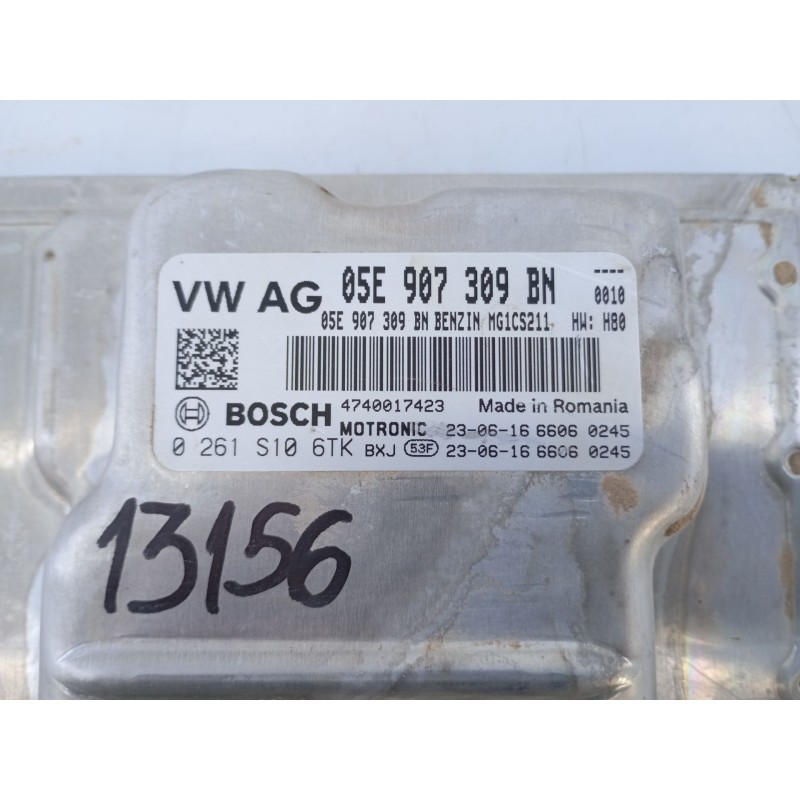 VW AG 05E 907 309 BN ----
0010
05E 907 309 BN BENZIN MG1CS211 HW: H80
BOSCH 4740017423 Made in Romania
MOTRONIC 23-06-16 6606 0245
0 261 S10 6TK BXJ 53F 23-06-16 6606 0245
13156